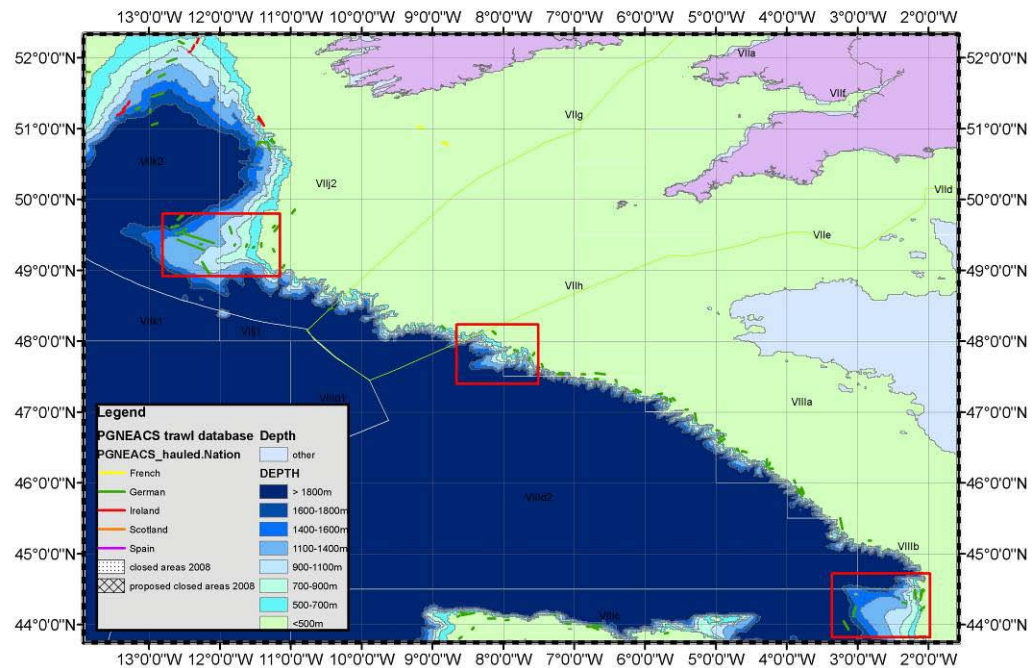 13°0'0"W 12°0'0"W 11°0'0"W 10°0'0"W 9°0'0"W 8°0'0"W 7°0'0"W 6°0'0"W 5°0'0"W 4°0'0"W 3°0'0"W 2°0'0"W
52°0'0"N 52°0'0"N
VIIa
VIIf
VIIg
51°0'0"N 51°0'0"N
VIIk2
VIIj2
VIId
50°0'0"N 50°0'0"N
VIIe
49°0'0"N 49°0'0"N
VIIh
VIIk1 VIIj1
48°0'0"N 48°0'0"N
VIIId1
VIIIa
47°0'0"N 47°0'0"N
46°0'0"N 46°0'0"N
VIIId2
45°0'0"N 45°0'0"N
VIIIb
44°0'0"N 44°0'0"N
VIIIc
Legend
PGNEACS trawl database
PGNEACS_hauled.Nation
French
German
Ireland
Scotland
Spain
closed areas 2008
proposed closed areas 2008
Depth
other
DEPTH
> 1800m
1600-1800m
1400-1600m
1100-1400m
900-1100m
700-900m
500-700m
<500m
13°0'0"W 12°0'0"W 11°0'0"W 10°0'0"W 9°0'0"W 8°0'0"W 7°0'0"W 6°0'0"W 5°0'0"W 4°0'0"W 3°0'0"W 2°0'0"W